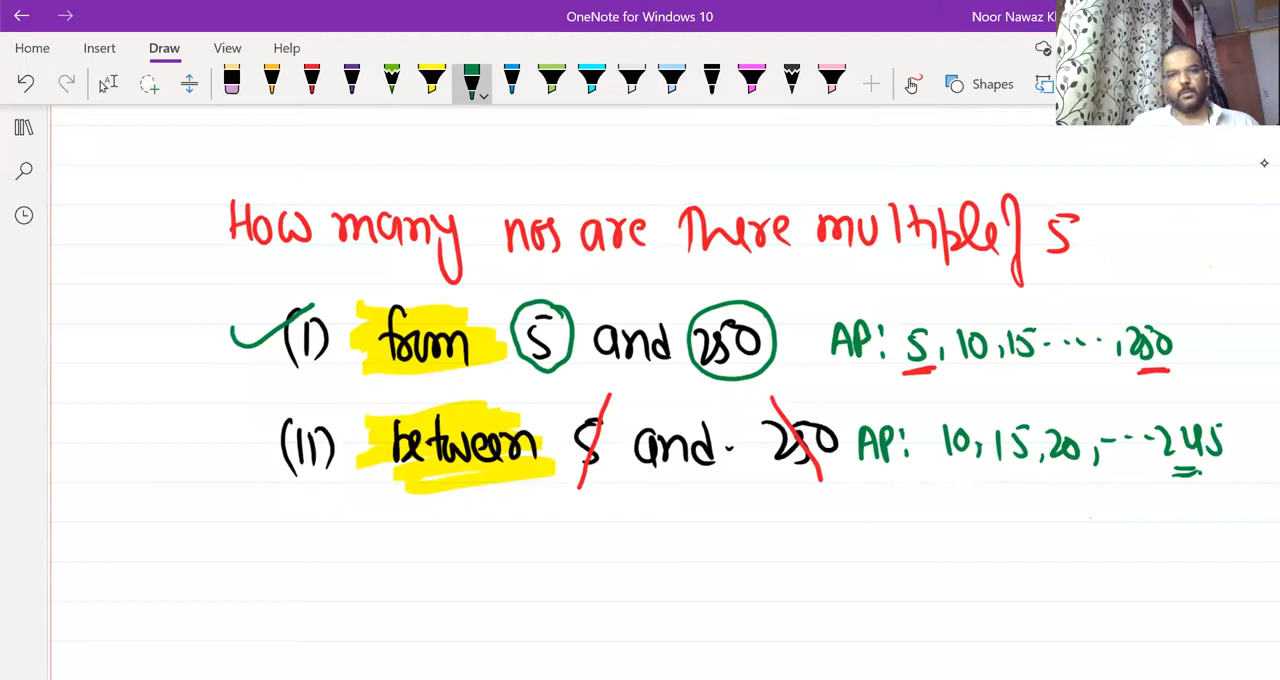 OneNote for Windows 10
Noor Nawaz Kh
Home Insert Draw View Help
Shapes
How many nos are there multiple of 5
(I) from 5 and 250 AP: 5, 10, 15 ....., 250
(II) between 5 and. 250 AP: 10, 15, 20, --- 245